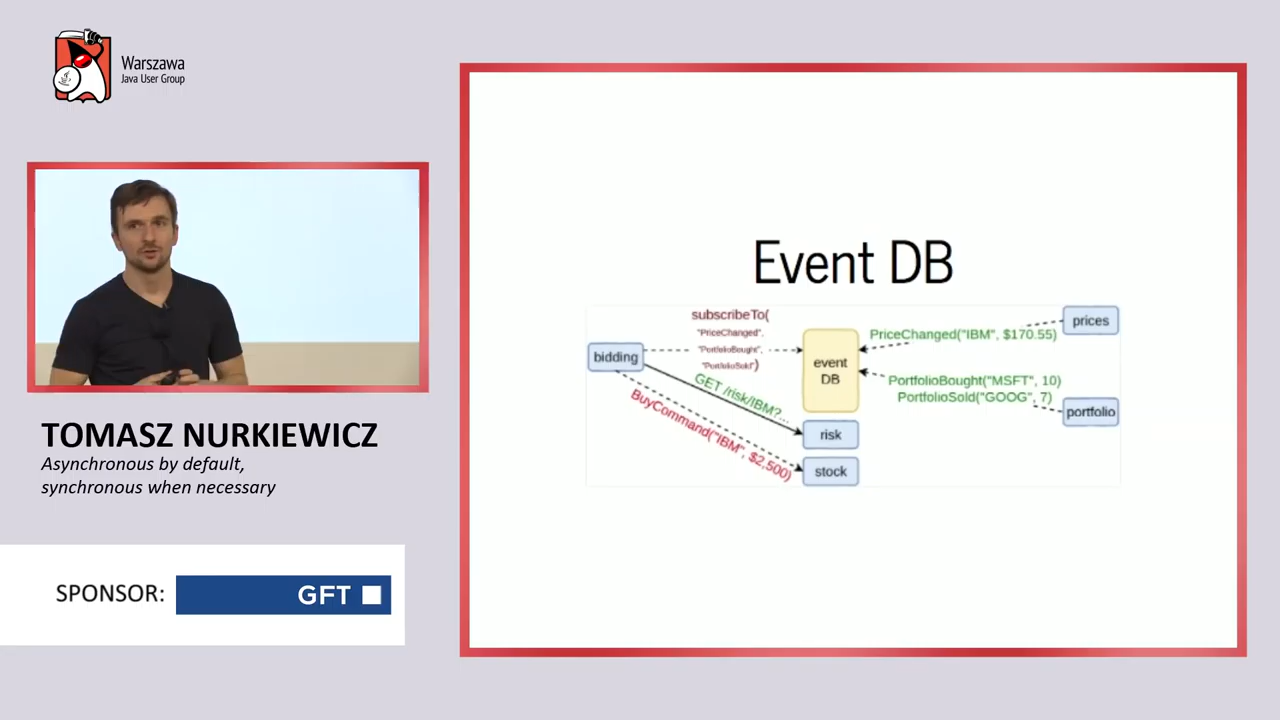 Warszawa
Java User Group
TOMASZ NURKIEWICZ
Asynchronous by default,
synchronous when necessary
SPONSOR:
GFT
Event DB
subscribeTo(
"PriceChanged",
"PortfolioBought",
"PortfolioSold")
bidding
event
DB
PriceChanged("IBM", $170.55)
prices
PortfolioBought("MSFT", 10)
PortfolioSold("GOOG", 7)
portfolio
GET /risk/IBM?...
BuyCommand("IBM", $2,500)
risk
stock